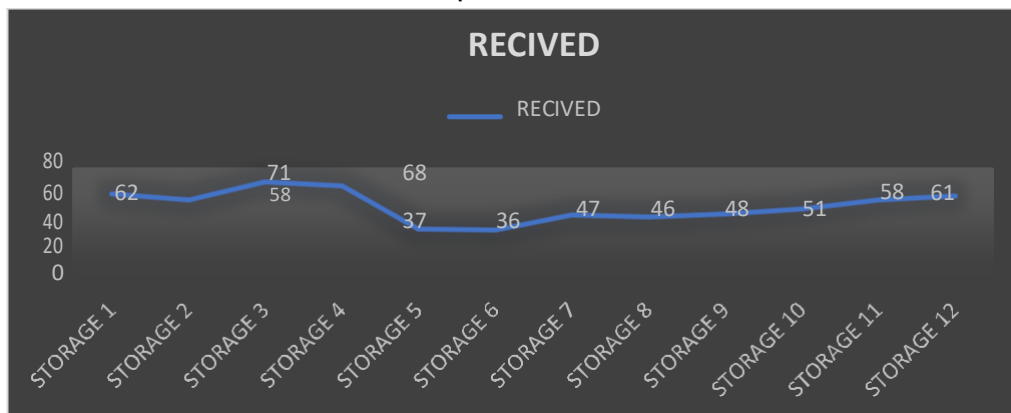 RECIVED
RECIVED
80
60
40
20
0
62
71
58
68
37
36
47
46
48
51
58
61
STORAGE 1
STORAGE 2
STORAGE 3
STORAGE 4
STORAGE 5
STORAGE 6
STORAGE 7
STORAGE 8
STORAGE 9
STORAGE 10
STORAGE 11
STORAGE 12